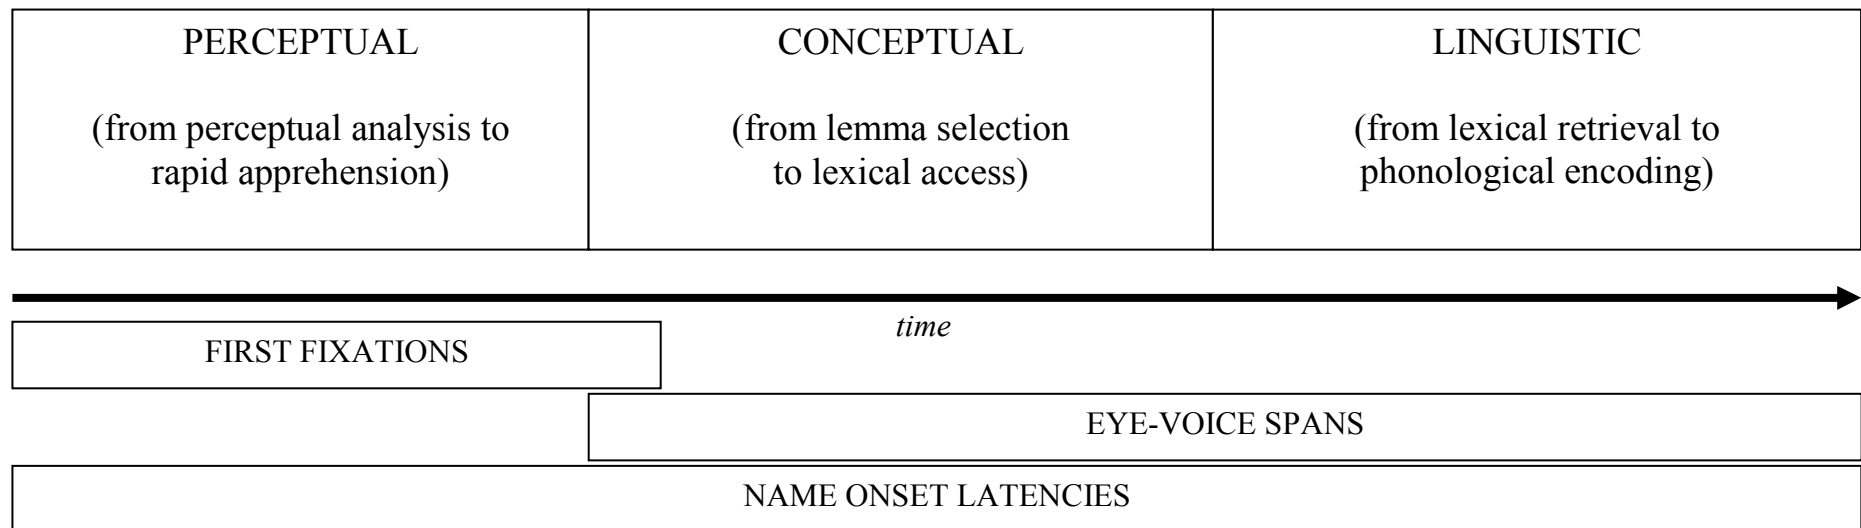 PERCEPTUAL
(from perceptual analysis to
rapid apprehension)
CONCEPTUAL
(from lemma selection
to lexical access)
LINGUISTIC
(from lexical retrieval to
phonological encoding)
time
FIRST FIXATIONS
EYE-VOICE SPANS
NAME ONSET LATENCIES